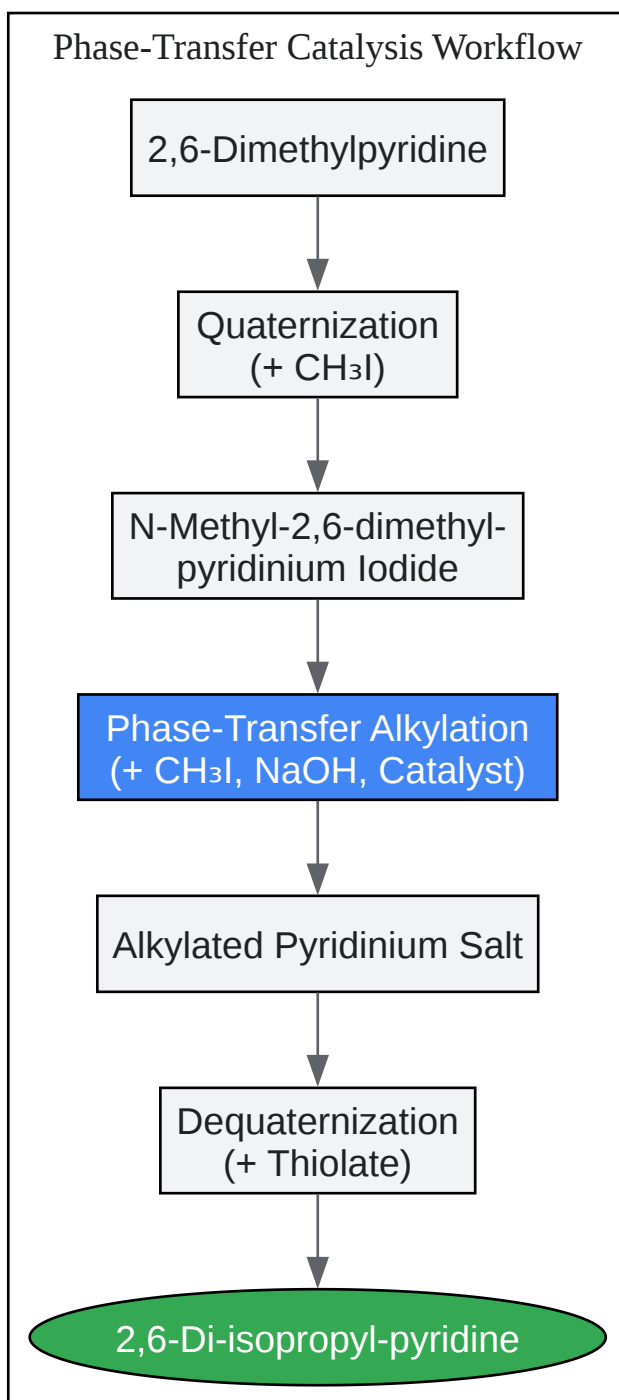 Phase-Transfer Catalysis Workflow
2,6-Dimethylpyridine
Quaternization
(+ CH₃I)
N-Methyl-2,6-dimethyl-
pyridinium Iodide
Phase-Transfer Alkylation
(+ CH₃I, NaOH, Catalyst)
Alkylated Pyridinium Salt
Dequaternization
(+ Thiolate)
2,6-Di-isopropyl-pyridine